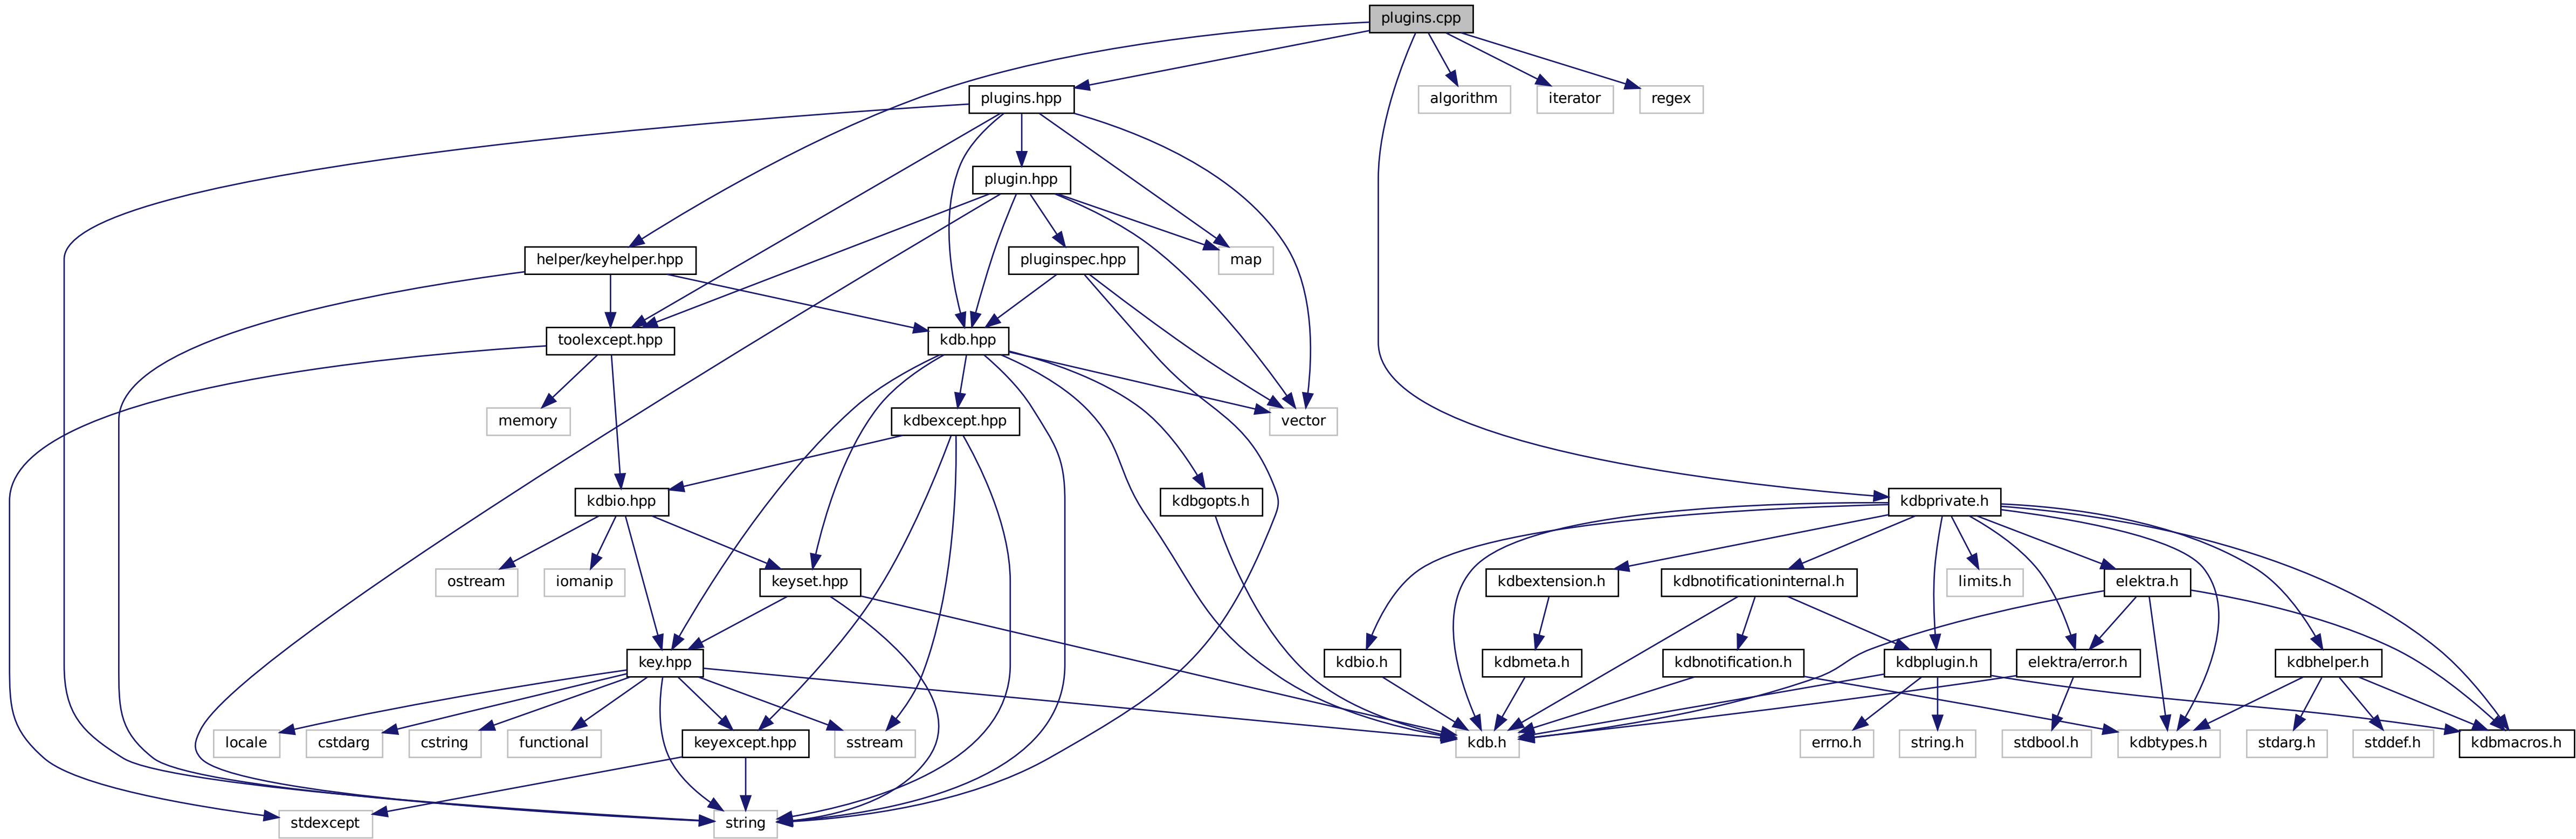 plugins.cpp
plugins.hpp
algorithm
iterator
regex
plugin.hpp
helper/keyhelper.hpp
pluginspec.hpp
map
toolexcept.hpp
kdb.hpp
memory
kdbexcept.hpp
vector
kdbio.hpp
kdbgopts.h
kdbprivate.h
ostream
iomanip
keyset.hpp
kdbextension.h
kdbnotificationinternal.h
limits.h
elektra.h
key.hpp
kdbio.h
kdbmeta.h
kdbnotification.h
kdbplugin.h
elektra/error.h
kdbhelper.h
locale
cstdarg
cstring
functional
keyexcept.hpp
sstream
kdb.h
errno.h
string.h
stdbool.h
kdbtypes.h
stdarg.h
stddef.h
kdbmacros.h
stdexcept
string